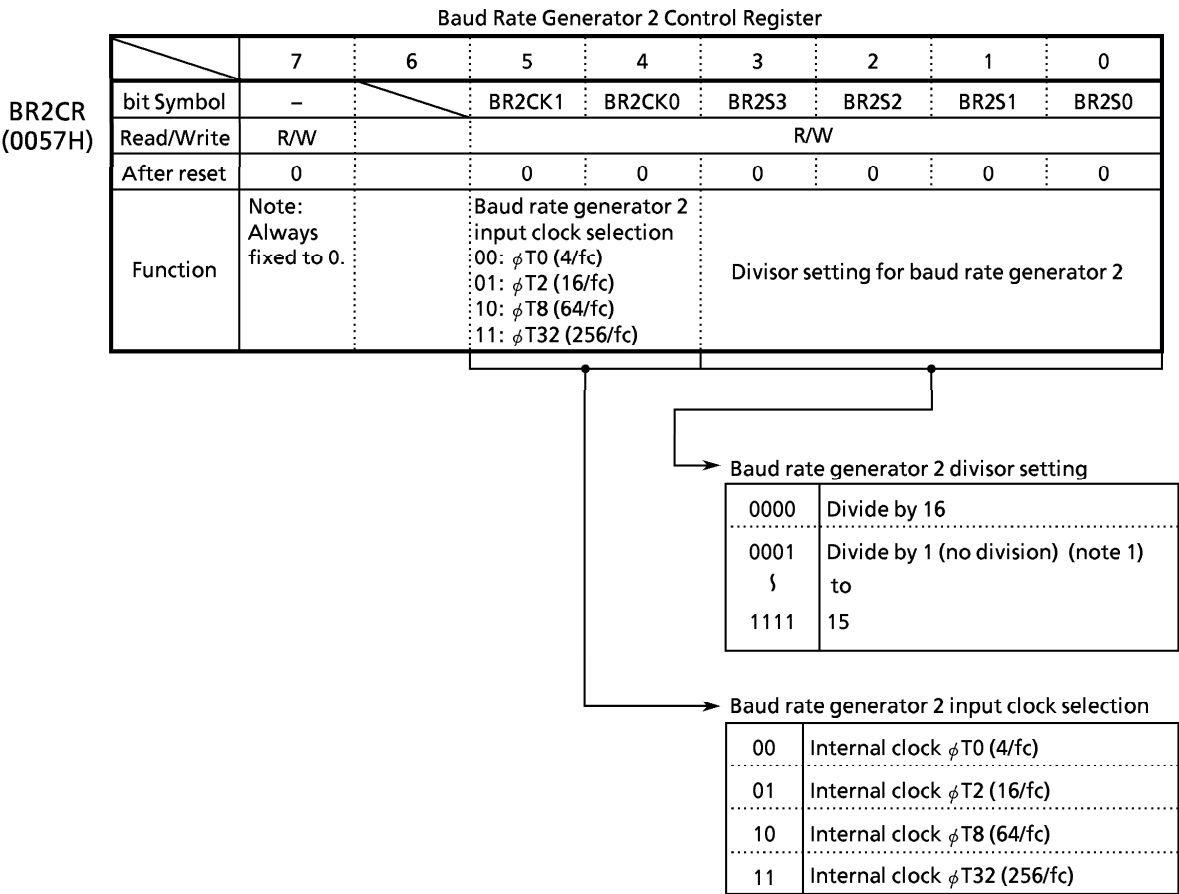 Baud Rate Generator 2 Control Register
7 6 5 4 3 2 1 0
BR2CR
(0057H)
bit Symbol – BR2CK1 BR2CK0 BR2S3 BR2S2 BR2S1 BR2S0
Read/Write R/W R/W
After reset 0 0 0 0 0 0 0
Function
Note:
Always
fixed to 0.
Baud rate generator 2
input clock selection
00: ϕT0 (4/fc)
01: ϕT2 (16/fc)
10: ϕT8 (64/fc)
11: ϕT32 (256/fc)
Divisor setting for baud rate generator 2
Baud rate generator 2 divisor setting
0000 Divide by 16
0001 Divide by 1 (no division) (note 1)
~ to
1111 15
Baud rate generator 2 input clock selection
00 Internal clock ϕT0 (4/fc)
01 Internal clock ϕT2 (16/fc)
10 Internal clock ϕT8 (64/fc)
11 Internal clock ϕT32 (256/fc)